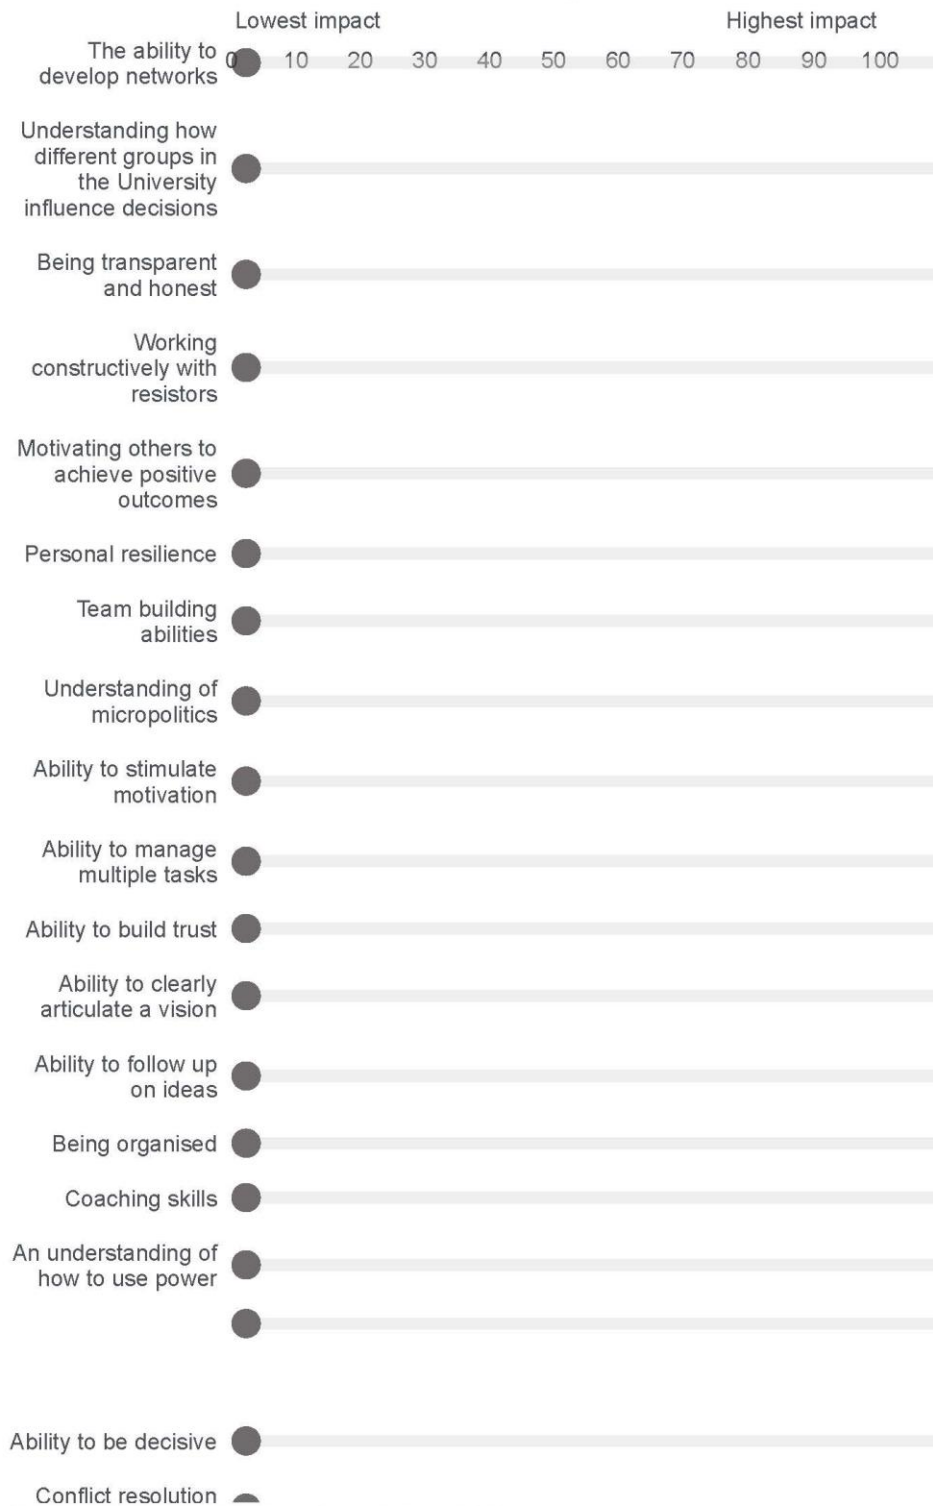 Lowest impact Highest impact
The ability to
develop networks
0 10 20 30 40 50 60 70 80 90 100
Understanding how
different groups in
the University
influence decisions
Being transparent
and honest
Working
constructively with
resistors
Motivating others to
achieve positive
outcomes
Personal resilience
Team building
abilities
Understanding of
micropolitics
Ability to stimulate
motivation
Ability to manage
multiple tasks
Ability to build trust
Ability to clearly
articulate a vision
Ability to follow up
on ideas
Being organised
Coaching skills
An understanding of
how to use power
Ability to be decisive
Conflict resolution